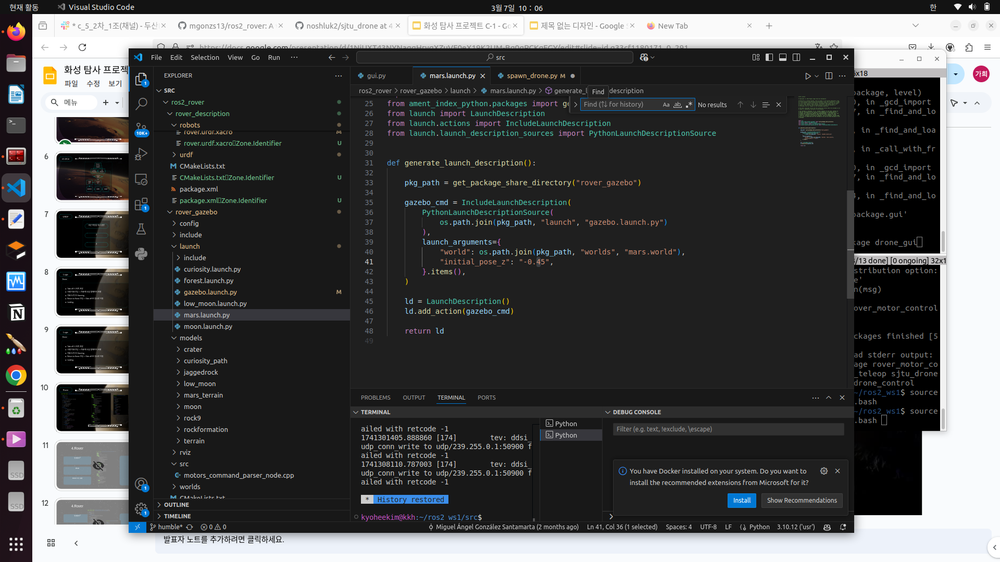 현재 활동
Visual Studio Code
3월 7일 10 : 06
한
* c_5_2차_1조(채널) - 두산(
mgonzs13/ros2_rover: A
noshluk2/sjtu_drone at 4
화성 탐사 프로젝트 C-1 - Go
제목 없는 디자인 - Google S
New Tab
화성 탐사 프로젝
파일 수정 보기
메뉴
가희
File Edit Selection View Go Run ···
src
EXPLORER
SRC
ros2_rover
rover_description
robots
rover.urdf.xacro M
rover.urdf.xacro Zone.Identifier U
urdf
CMakeLists.txt
CMakeLists.txt Zone.Identifier U
package.xml
package.xml Zone.Identifier U
rover_gazebo
config
include
launch
include
curiosity.launch.py
forest.launch.py
gazebo.launch.py M
low_moon.launch.py
mars.launch.py
moon.launch.py
models
crater
curiosity_path
jaggedrock
low_moon
mars_terrain
moon
rock9
rockformation
terrain
rviz
src
motors_command_parser_node.cpp
worlds
CMakeLists.txt
OUTLINE
TIMELINE
gui.py
mars.launch.py
spawn_drone.py M
ros2_rover > rover_gazebo > launch > mars.launch.py > generate_l
description
Find
Find (⇅ for history)
Aa ab .*
No results
25 from ament_index_python.packages import ge
26 from launch import LaunchDescription
27 from launch.actions import IncludeLaunchDescription
28 from launch.launch_description_sources import PythonLaunchDescriptionSource
29
30
31 def generate_launch_description():
32
33 pkg_path = get_package_share_directory("rover_gazebo")
34
35 gazebo_cmd = IncludeLaunchDescription(
36 PythonLaunchDescriptionSource(
37 os.path.join(pkg_path, "launch", "gazebo.launch.py")
38 ),
39 launch_arguments={
40 "world": os.path.join(pkg_path, "worlds", "mars.world"),
41 "initial_pose_z": "-0.45",
42 }.items(),
43 )
44
45 ld = LaunchDescription()
46 ld.add_action(gazebo_cmd)
47
48 return ld
49
PROBLEMS OUTPUT TERMINAL PORTS
TERMINAL
ailed with retcode -1
1741301405.888860 [174] tev: ddsi_
udp_conn_write to udp/239.255.0.1:50900 f
ailed with retcode -1
1741308110.787003 [174] tev: ddsi_
udp_conn_write to udp/239.255.0.1:50900 f
ailed with retcode -1
* History restored
kyoheekim@kkh:~/ros2_ws1/src$
Python
Python
DEBUG CONSOLE
Filter (e.g. text, !exclude, \escape)
You have Docker installed on your system. Do you want to
install the recommended extensions from Microsoft for it?
Install
Show Recommendations
humble*
0 0
Miguel Ángel González Santamarta (2 months ago)
Ln 41, Col 36 (1 selected)
Spaces: 4
UTF-8
LF
Python
3.10.12 ('usr')
10K+
6
7
8
9
10
11
4.Rover
12
4.Rover
SSD
SSD
발표자 노트를 추가하려면 클릭하세요.
5x18
package, level)
0, in _gcd_import
7, in _find_and_lo
, in _find_and_loa
, in _call_with_fr
0, in _gcd_import
7, in _find_and_lo
4, in _find_and_lo
package.gui'
kage drone_gui
3/13 done] [0 ongoing] 32x1
stribution option:
e'
n(msg)
over_motor_control
ckages finished [5
ad stderr output:
age rover_motor_co
_teleop sjtu_drone
drone_control
~/ros2_ws1$ source
.bash
~/ros2_ws1$ source
.bash